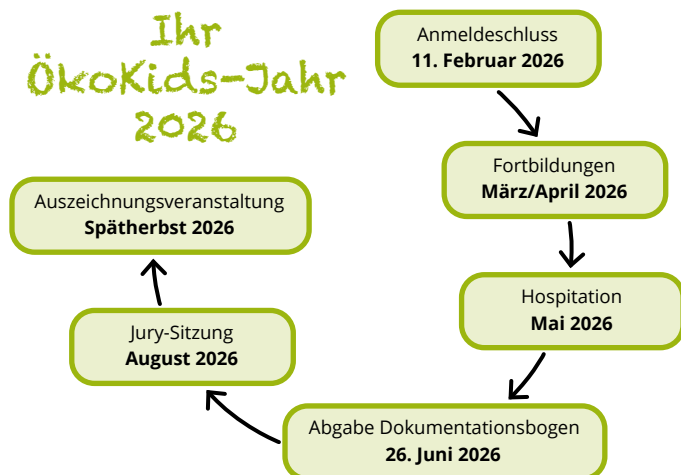 Ihr
ÖkoKids-Jahr
2026
Anmeldeschluss
11. Februar 2026
Fortbildungen
März/April 2026
Hospitation
Mai 2026
Abgabe Dokumentationsbogen
26. Juni 2026
Jury-Sitzung
August 2026
Auszeichnungsveranstaltung
Spätherbst 2026